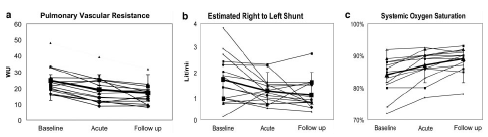 a Pulmonary Vascular Resistance
60
50
40
30
20
10
0
Baseline Acute Follow up
b Estimated Right to Left Shunt
4
3
2
1
0
Baseline Acute Follow up
c Systemic Oxygen Saturation
100%
90%
80%
70%
Baseline Acute Follow up